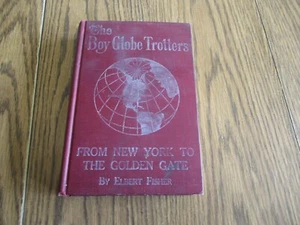 The
Boy Globe Trotters
FROM NEW YORK TO
THE GOLDEN GATE
BY ELBERT FISHER